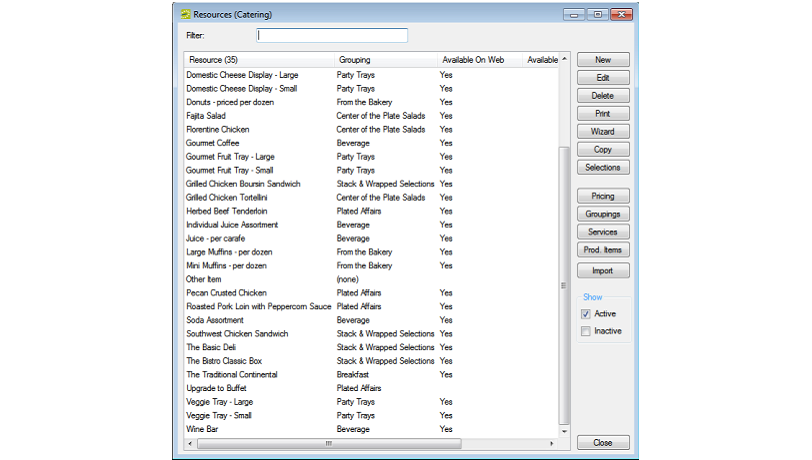 Resources (Catering)
Filter:
Resource (35) Grouping Available On Web Available
Domestic Cheese Display - Large Party Trays Yes
Domestic Cheese Display - Small Party Trays Yes
Donuts - priced per dozen From the Bakery Yes
Fajita Salad Center of the Plate Salads Yes
Florentine Chicken Center of the Plate Salads Yes
Gourmet Coffee Beverage Yes
Gourmet Fruit Tray - Large Party Trays Yes
Gourmet Fruit Tray - Small Party Trays Yes
Grilled Chicken Boursin Sandwich Stack & Wrapped Selections Yes
Grilled Chicken Tortellini Center of the Plate Salads Yes
Herbed Beef Tenderloin Plated Affairs Yes
Individual Juice Assortment Beverage Yes
Juice - per carafe Beverage Yes
Large Muffins - per dozen From the Bakery Yes
Mini Muffins - per dozen From the Bakery Yes
Other Item (none)
Pecan Crusted Chicken Plated Affairs Yes
Roasted Pork Loin with Peppercorn Sauce Plated Affairs Yes
Soda Assortment Beverage Yes
Southwest Chicken Sandwich Stack & Wrapped Selections Yes
The Basic Deli Stack & Wrapped Selections Yes
The Bistro Classic Box Stack & Wrapped Selections Yes
The Traditional Continental Breakfast Yes
Upgrade to Buffet Plated Affairs
Veggie Tray - Large Party Trays Yes
Veggie Tray - Small Party Trays Yes
Wine Bar Beverage Yes
New
Edit
Delete
Print
Wizard
Copy
Selections
Pricing
Groupings
Services
Prod. Items
Import
Show
Active
Inactive
Close